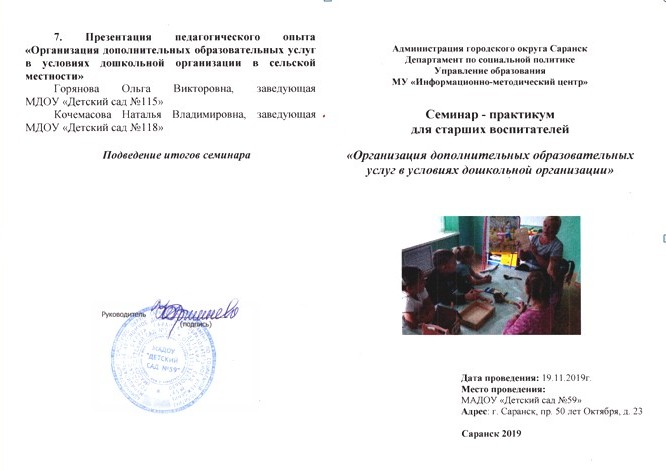 7. Презентация педагогического опыта
«Организация дополнительных образовательных услуг
в условиях дошкольной организации в сельской
местности»
Горянова Ольга Викторовна, заведующая
МДОУ «Детский сад №115»
Кочемасова Наталья Владимировна, заведующая
МДОУ «Детский сад №118»
Подведение итогов семинара
Руководитель
(подпись)
МАДОУ
"ДЕТСКИЙ
САД №59"
Администрация городского округа Саранск
Департамент по социальной политике
Управление образования
МУ «Информационно-методический центр»
Семинар - практикум
для старших воспитателей
«Организация дополнительных образовательных
услуг в условиях дошкольной организации»
Дата проведения: 19.11.2019г.
Место проведения:
МАДОУ «Детский сад №59»
Адрес: г. Саранск, пр. 50 лет Октября, д. 23
Саранск 2019